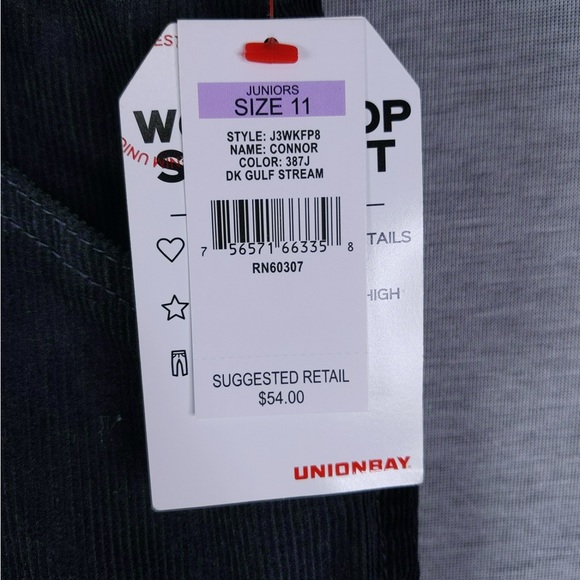 JUNIORS
SIZE 11
STYLE: J3WKFP8
NAME: CONNOR
COLOR: 387J
DK GULF STREAM
7 56571 66335 8
RN60307
SUGGESTED RETAIL
$54.00
UNIONBAY